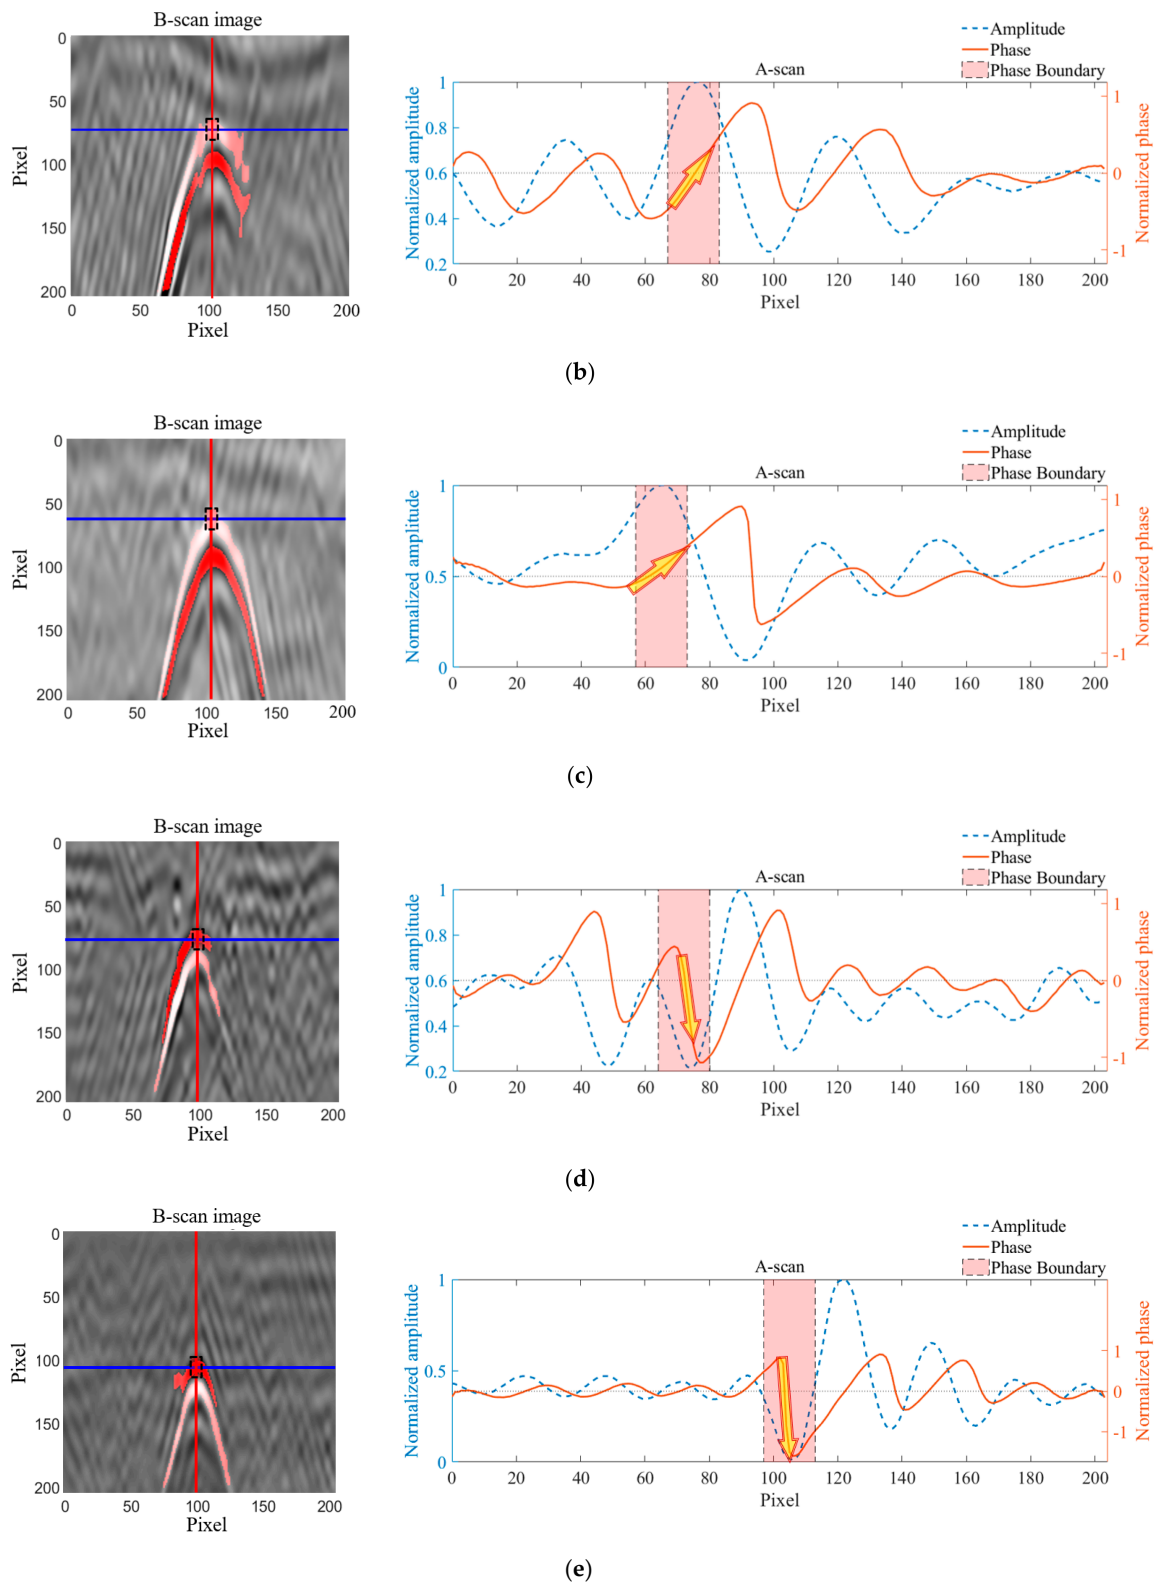 B-scan image
0
50
100
150
200
Pixel
0 50 100 150 200
Pixel
Amplitude
Phase
Phase Boundary
A-scan
Normalized amplitude
1
0.8
0.6
0.4
0.2
1
0
-1
Normalized phase
0 20 40 60 80 100 120 140 160 180 200
Pixel
(b)
B-scan image
0
50
100
150
200
Pixel
0 50 100 150 200
Pixel
Amplitude
Phase
Phase Boundary
A-scan
Normalized amplitude
1
0.5
0
1
0
-1
Normalized phase
0 20 40 60 80 100 120 140 160 180 200
Pixel
(c)
B-scan image
0
50
100
150
200
Pixel
0 50 100 150 200
Pixel
Amplitude
Phase
Phase Boundary
A-scan
Normalized amplitude
1
0.8
0.6
0.4
0.2
1
0
-1
Normalized phase
0 20 40 60 80 100 120 140 160 180 200
Pixel
(d)
B-scan image
0
50
100
150
200
Pixel
0 50 100 150 200
Pixel
Amplitude
Phase
Phase Boundary
A-scan
Normalized amplitude
1
0.5
0
1
0
-1
Normalized phase
0 20 40 60 80 100 120 140 160 180 200
Pixel
(e)